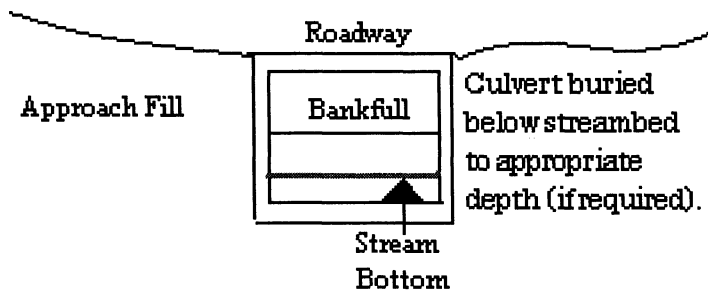 Roadway
Approach Fill
Bankfull
Culvert buried
below streambed
to appropriate
depth (if required).
Stream
Bottom